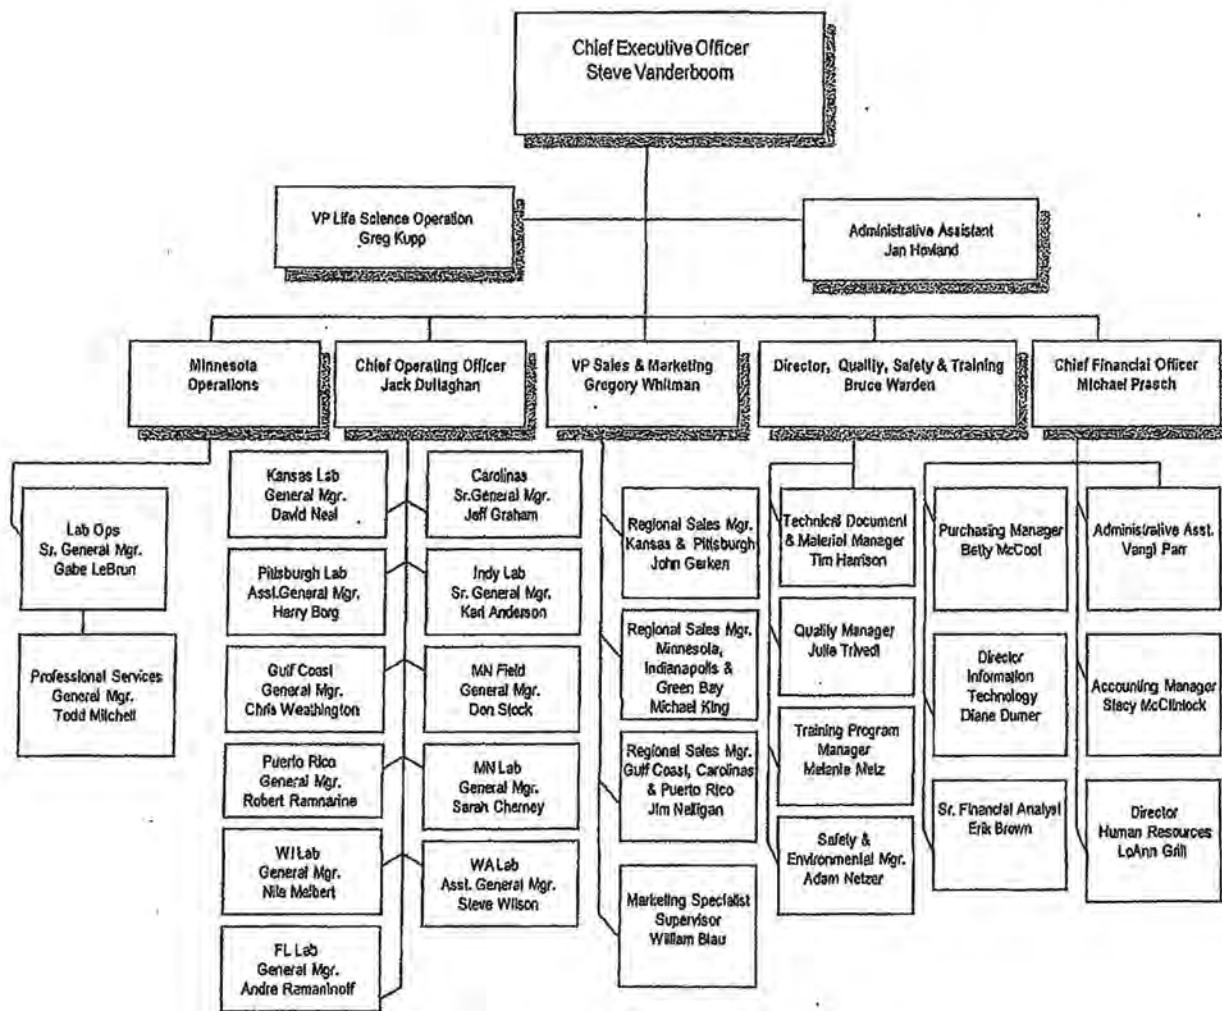 Chief Executive Officer
Steve Vanderboom
VP Life Science Operation
Greg Kupp
Administrative Assistant
Jan Hovland
Minnesota
Operations
Chief Operating Officer
Jack Dullaghan
VP Sales & Marketing
Gregory Whitman
Director, Quality, Safety & Training
Bruce Warden
Chief Financial Officer
Michael Prasch
Lab Ops
Sr. General Mgr.
Gabe LeBrun
Professional Services
General Mgr.
Todd Mitchell
Kansas Lab
General Mgr.
David Neal
Pittsburgh Lab
Asst.General Mgr.
Harry Borg
Gulf Coast
General Mgr.
Chris Weathington
Puerto Rico
General Mgr.
Robert Ramnarine
WI Lab
General Mgr.
Nils Melbert
FL Lab
General Mgr.
Andre
Carolinas
Sr.General Mgr.
Jeff Graham
Indy Lab
Sr. General Mgr.
Karl Anderson
MN Field
General Mgr.
Don Stock
MN Lab
General Mgr.
Sarah Cherney
WA Lab
Asst. General Mgr.
Steve Wilson
Regional Sales Mgr.
Kansas & Pittsburgh
John Gerken
Regional Sales Mgr.
Minnesota,
Indianapolis &
Green Bay
Michael King
Regional Sales Mgr.
Gulf Coast, Carolinas
& Puerto Rico
Jim Nelligan
Marketing Specialist
Supervisor
William Blau
Technical Document
& Material Manager
Tim Harrison
Quality Manager
Julie Trivedi
Training Program
Manager
Melanie Metz
Safety &
Environmental Mgr.
Adam Netzer
Purchasing Manager
Betty McCool
Director
Information
Technology
Diane Dumer
Sr. Financial Analyst
Erik Brown
Administrative Asst.
Vangi Parr
Accounting Manager
Stacy McClintock
Director
Human Resources
LoAnn Grill